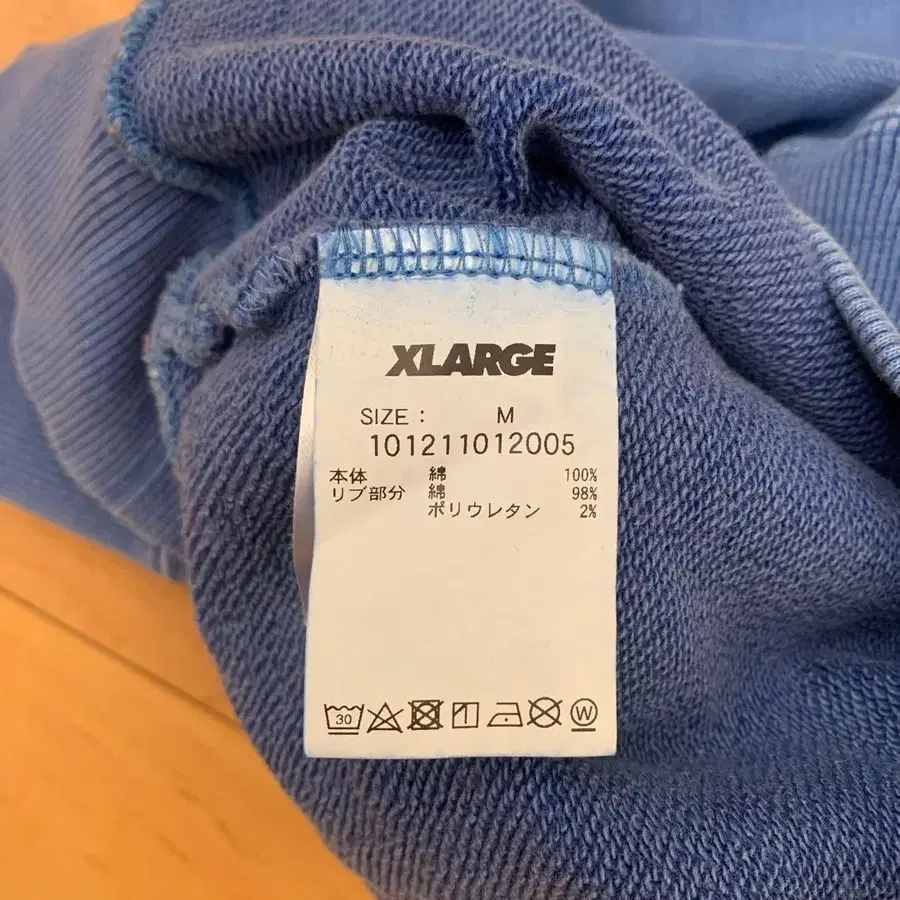 XLARGE
SIZE : M
101211012005
本体 綿 100%
リブ部分 綿 98%
ポリウレタン 2%
30
W